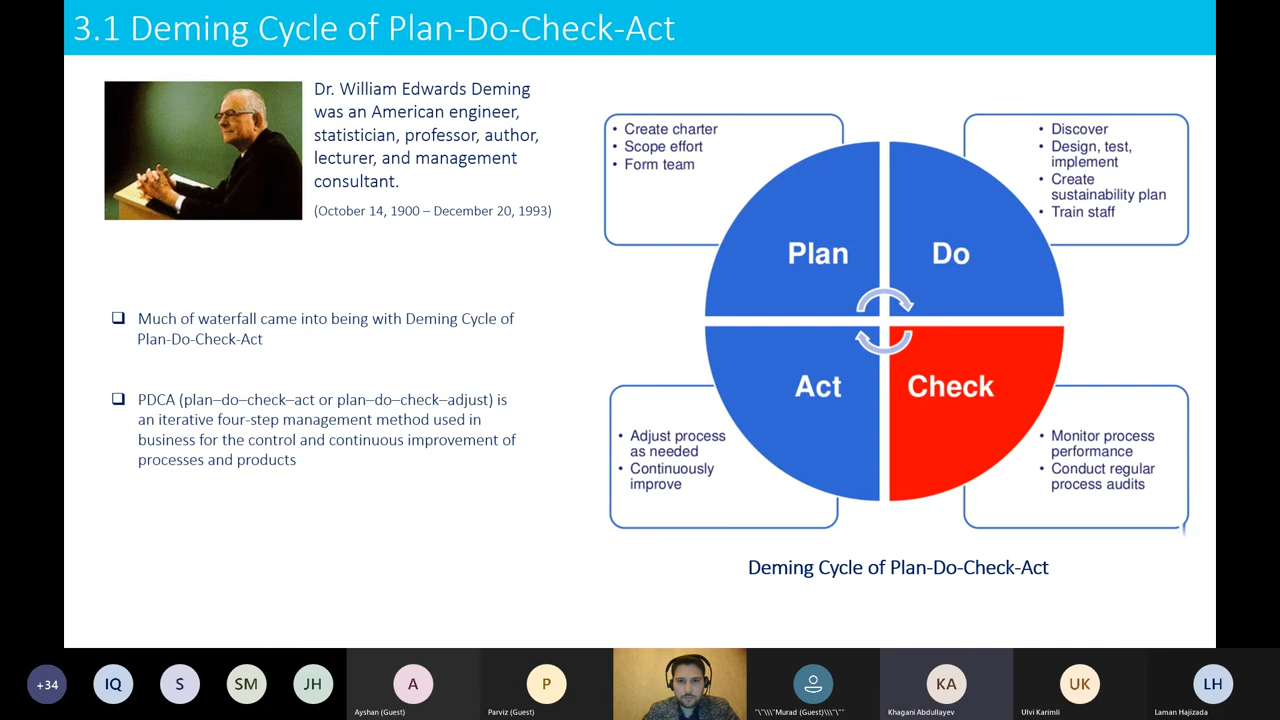 3.1 Deming Cycle of Plan-Do-Check-Act
Dr. William Edwards Deming
was an American engineer,
statistician, professor, author,
lecturer, and management
consultant.
(October 14, 1900 – December 20, 1993)
❑ Much of waterfall came into being with Deming Cycle of
Plan-Do-Check-Act
❑ PDCA (plan–do–check–act or plan–do–check–adjust) is
an iterative four-step management method used in
business for the control and continuous improvement of
processes and products
• Create charter
• Scope effort
• Form team
• Discover
• Design, test,
implement
• Create
sustainability plan
• Train staff
Plan
Do
Act
Check
• Adjust process
as needed
• Continuously
improve
• Monitor process
performance
• Conduct regular
process audits
Deming Cycle of Plan-Do-Check-Act
+34
IQ
S
SM
JH
A
Ayshan (Guest)
P
Parviz (Guest)
"\"\\\"Murad (Guest)\\\"\""
KA
Khagani Abdullayev
UK
Ulvi Karimli
LH
Laman Hajizada